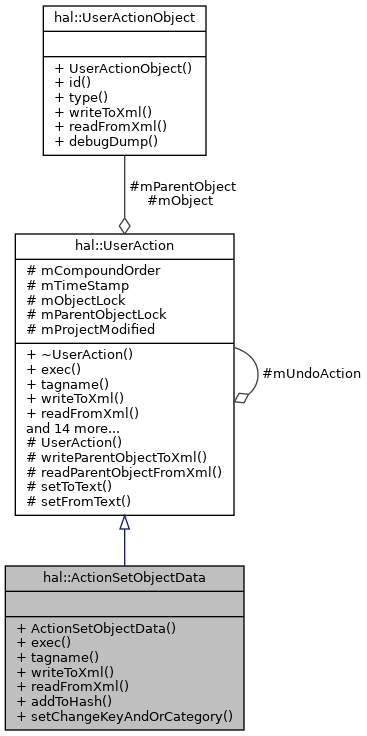 hal::UserActionObject
+ UserActionObject()
+ id()
+ type()
+ writeToXml()
+ readFromXml()
+ debugDump()
#mParentObject
#mObject
hal::UserAction
# mCompoundOrder
# mTimeStamp
# mObjectLock
# mParentObjectLock
# mProjectModified
+ ~UserAction()
+ exec()
+ tagname()
+ writeToXml()
+ readFromXml()
and 14 more...
# UserAction()
# writeParentObjectToXml()
# readParentObjectFromXml()
# setToText()
# setFromText()
#mUndoAction
hal::ActionSetObjectData
+ ActionSetObjectData()
+ exec()
+ tagname()
+ writeToXml()
+ readFromXml()
+ addToHash()
+ setChangeKeyAndOrCategory()